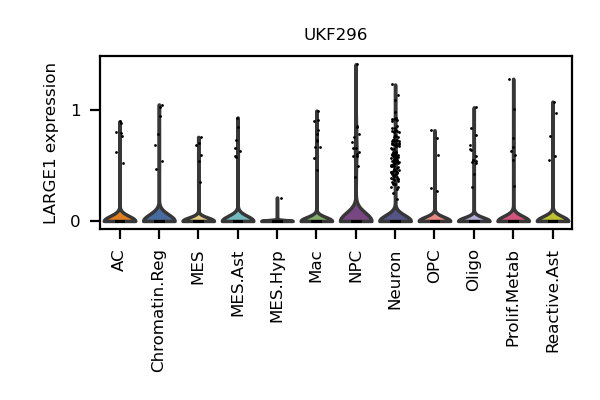 UKF296
LARGE1 expression
1
0
AC
Chromatin.Reg
MES
MES.Ast
MES.Hyp
Mac
NPC
Neuron
OPC
Oligo
Prolif.Metab
Reactive.Ast